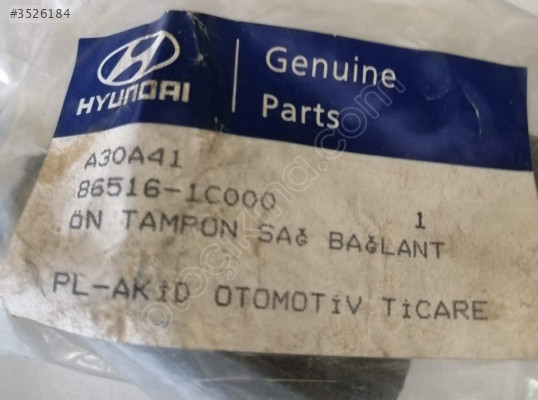 #3526184
HYUNDAI
Genuine
Parts
A30A41
86516-1C000
1
ÖN TAMPON SAğ BAğLANT
PL-AKİD OTOMOTİV TİCARE